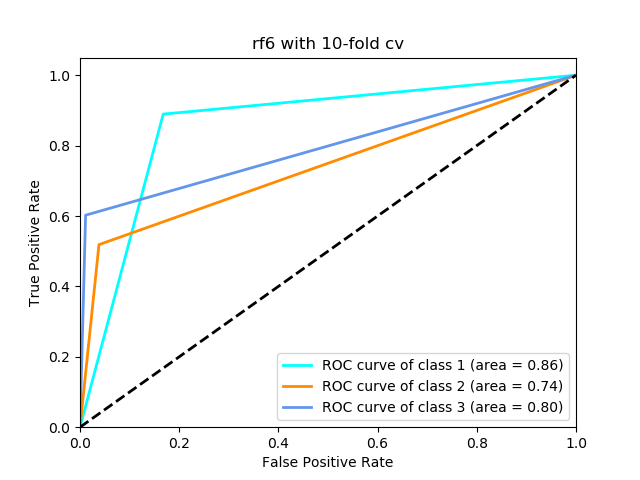 rf6 with 10-fold cv
1.0
0.8
0.6
0.4
0.2
0.0
True Positive Rate
ROC curve of class 1 (area = 0.86)
ROC curve of class 2 (area = 0.74)
ROC curve of class 3 (area = 0.80)
0.0 0.2 0.4 0.6 0.8 1.0
False Positive Rate